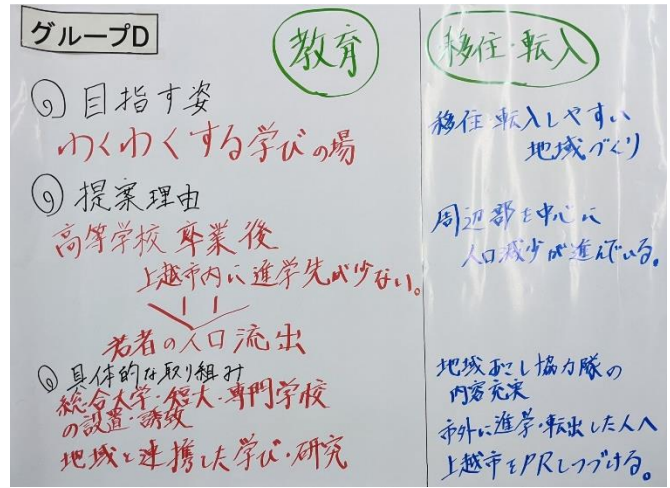 グループD
教育
◎目指す姿
わくわくする学びの場
◎提案理由
高等学校卒業後
上越市内に進学先が少ない。
若者の人口流出
◎具体的な取り組み
総合大学・短大・専門学校
の設置・誘致
地域と連携した学び・研究
移住・転入
移住・転入しやすい
地域づくり
周辺部を中心に
人口減少が進んでいる。
地域おこし協力隊の
内容充実
市外に進学・転出した人へ
上越市をPRしつづける。